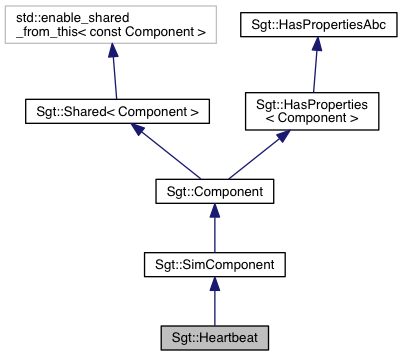 std::enable_shared
_from_this< const Component >
Sgt::HasPropertiesAbc
Sgt::Shared< Component >
Sgt::HasProperties
< Component >
Sgt::Component
Sgt::SimComponent
Sgt::Heartbeat